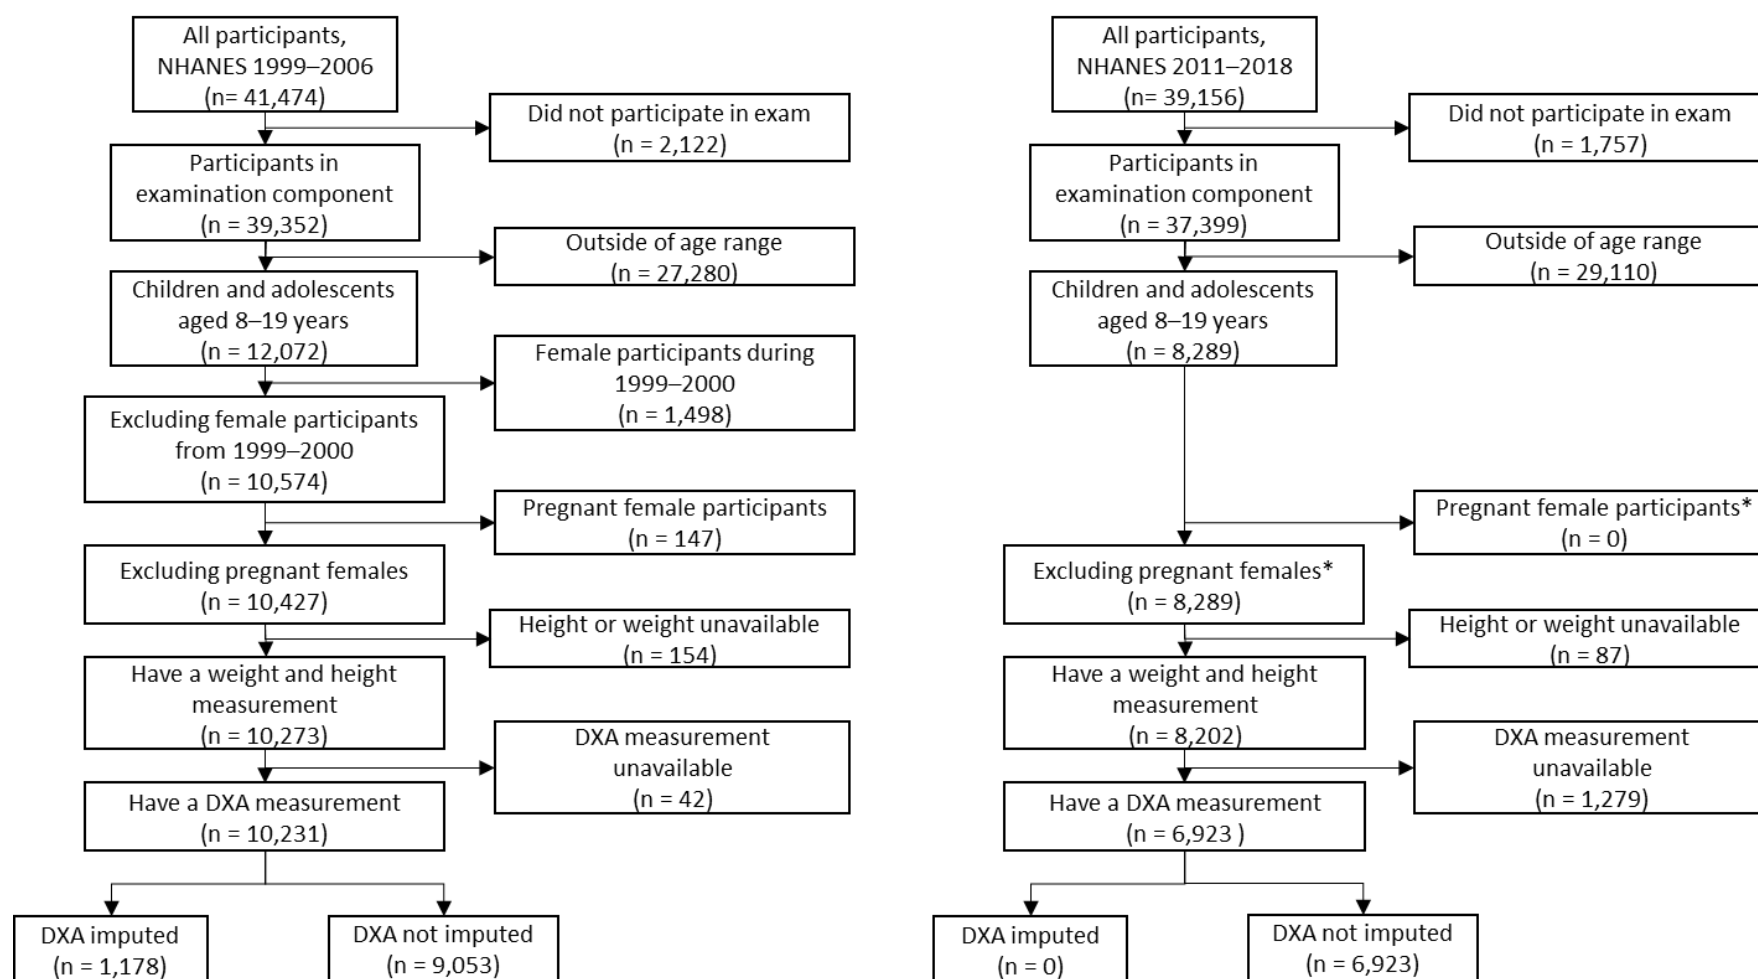 All participants,
NHANES 1999–2006
(n= 41,474)
Did not participate in exam
(n = 2,122)
Participants in
examination component
(n = 39,352)
Outside of age range
(n = 27,280)
Children and adolescents
aged 8–19 years
(n = 12,072)
Female participants during
1999–2000
(n = 1,498)
Excluding female participants
from 1999–2000
(n = 10,574)
Pregnant female participants
(n = 147)
Excluding pregnant females
(n = 10,427)
Height or weight unavailable
(n = 154)
Have a weight and height
measurement
(n = 10,273)
DXA measurement
unavailable
(n = 42)
Have a DXA measurement
(n = 10,231)
DXA imputed
(n = 1,178)
DXA not imputed
(n = 9,053)
All participants,
NHANES 2011–2018
(n= 39,156)
Did not participate in exam
(n = 1,757)
Participants in
examination component
(n = 37,399)
Outside of age range
(n = 29,110)
Children and adolescents
aged 8–19 years
(n = 8,289)
Pregnant female participants*
(n = 0)
Excluding pregnant females*
(n = 8,289)
Height or weight unavailable
(n = 87)
Have a weight and height
measurement
(n = 8,202)
DXA measurement
unavailable
(n = 1,279)
Have a DXA measurement
(n = 6,923 )
DXA imputed
(n = 0)
DXA not imputed
(n = 6,923)